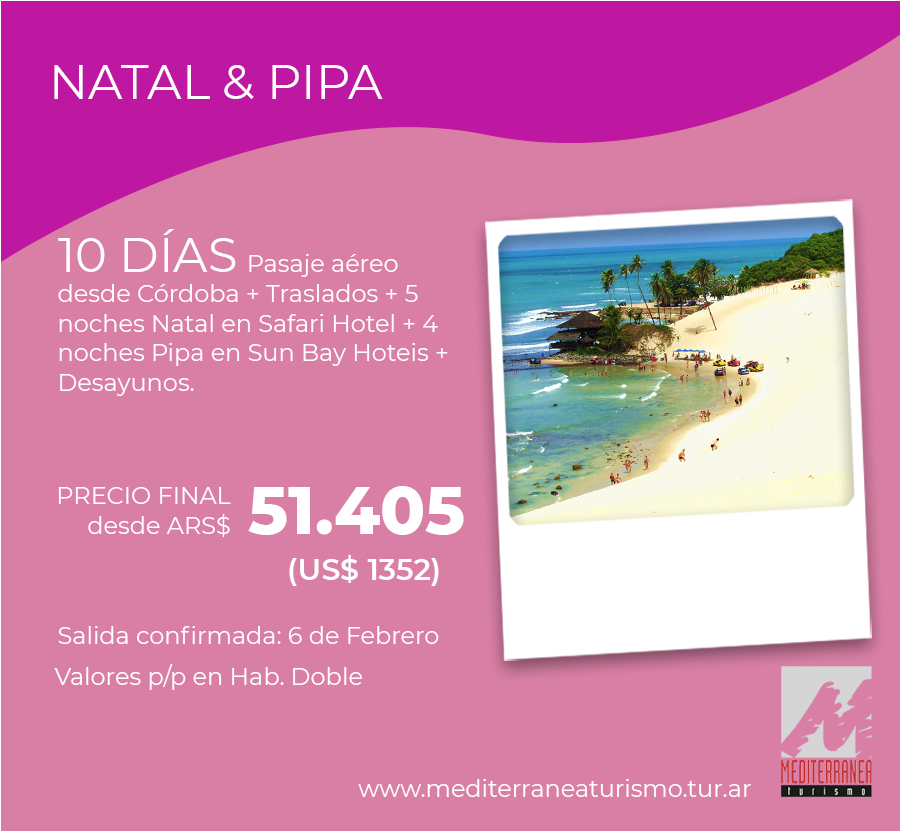 NATAL & PIPA
10 DÍAS Pasaje aéreo
desde Córdoba + Traslados + 5
noches Natal en Safari Hotel + 4
noches Pipa en Sun Bay Hoteis +
Desayunos.
PRECIO FINAL
desde ARS$ 51.405
(US$ 1352)
Salida confirmada: 6 de Febrero
Valores p/p en Hab. Doble
MEDITERRANEA
turismo
www.mediterraneaturismo.tur.ar